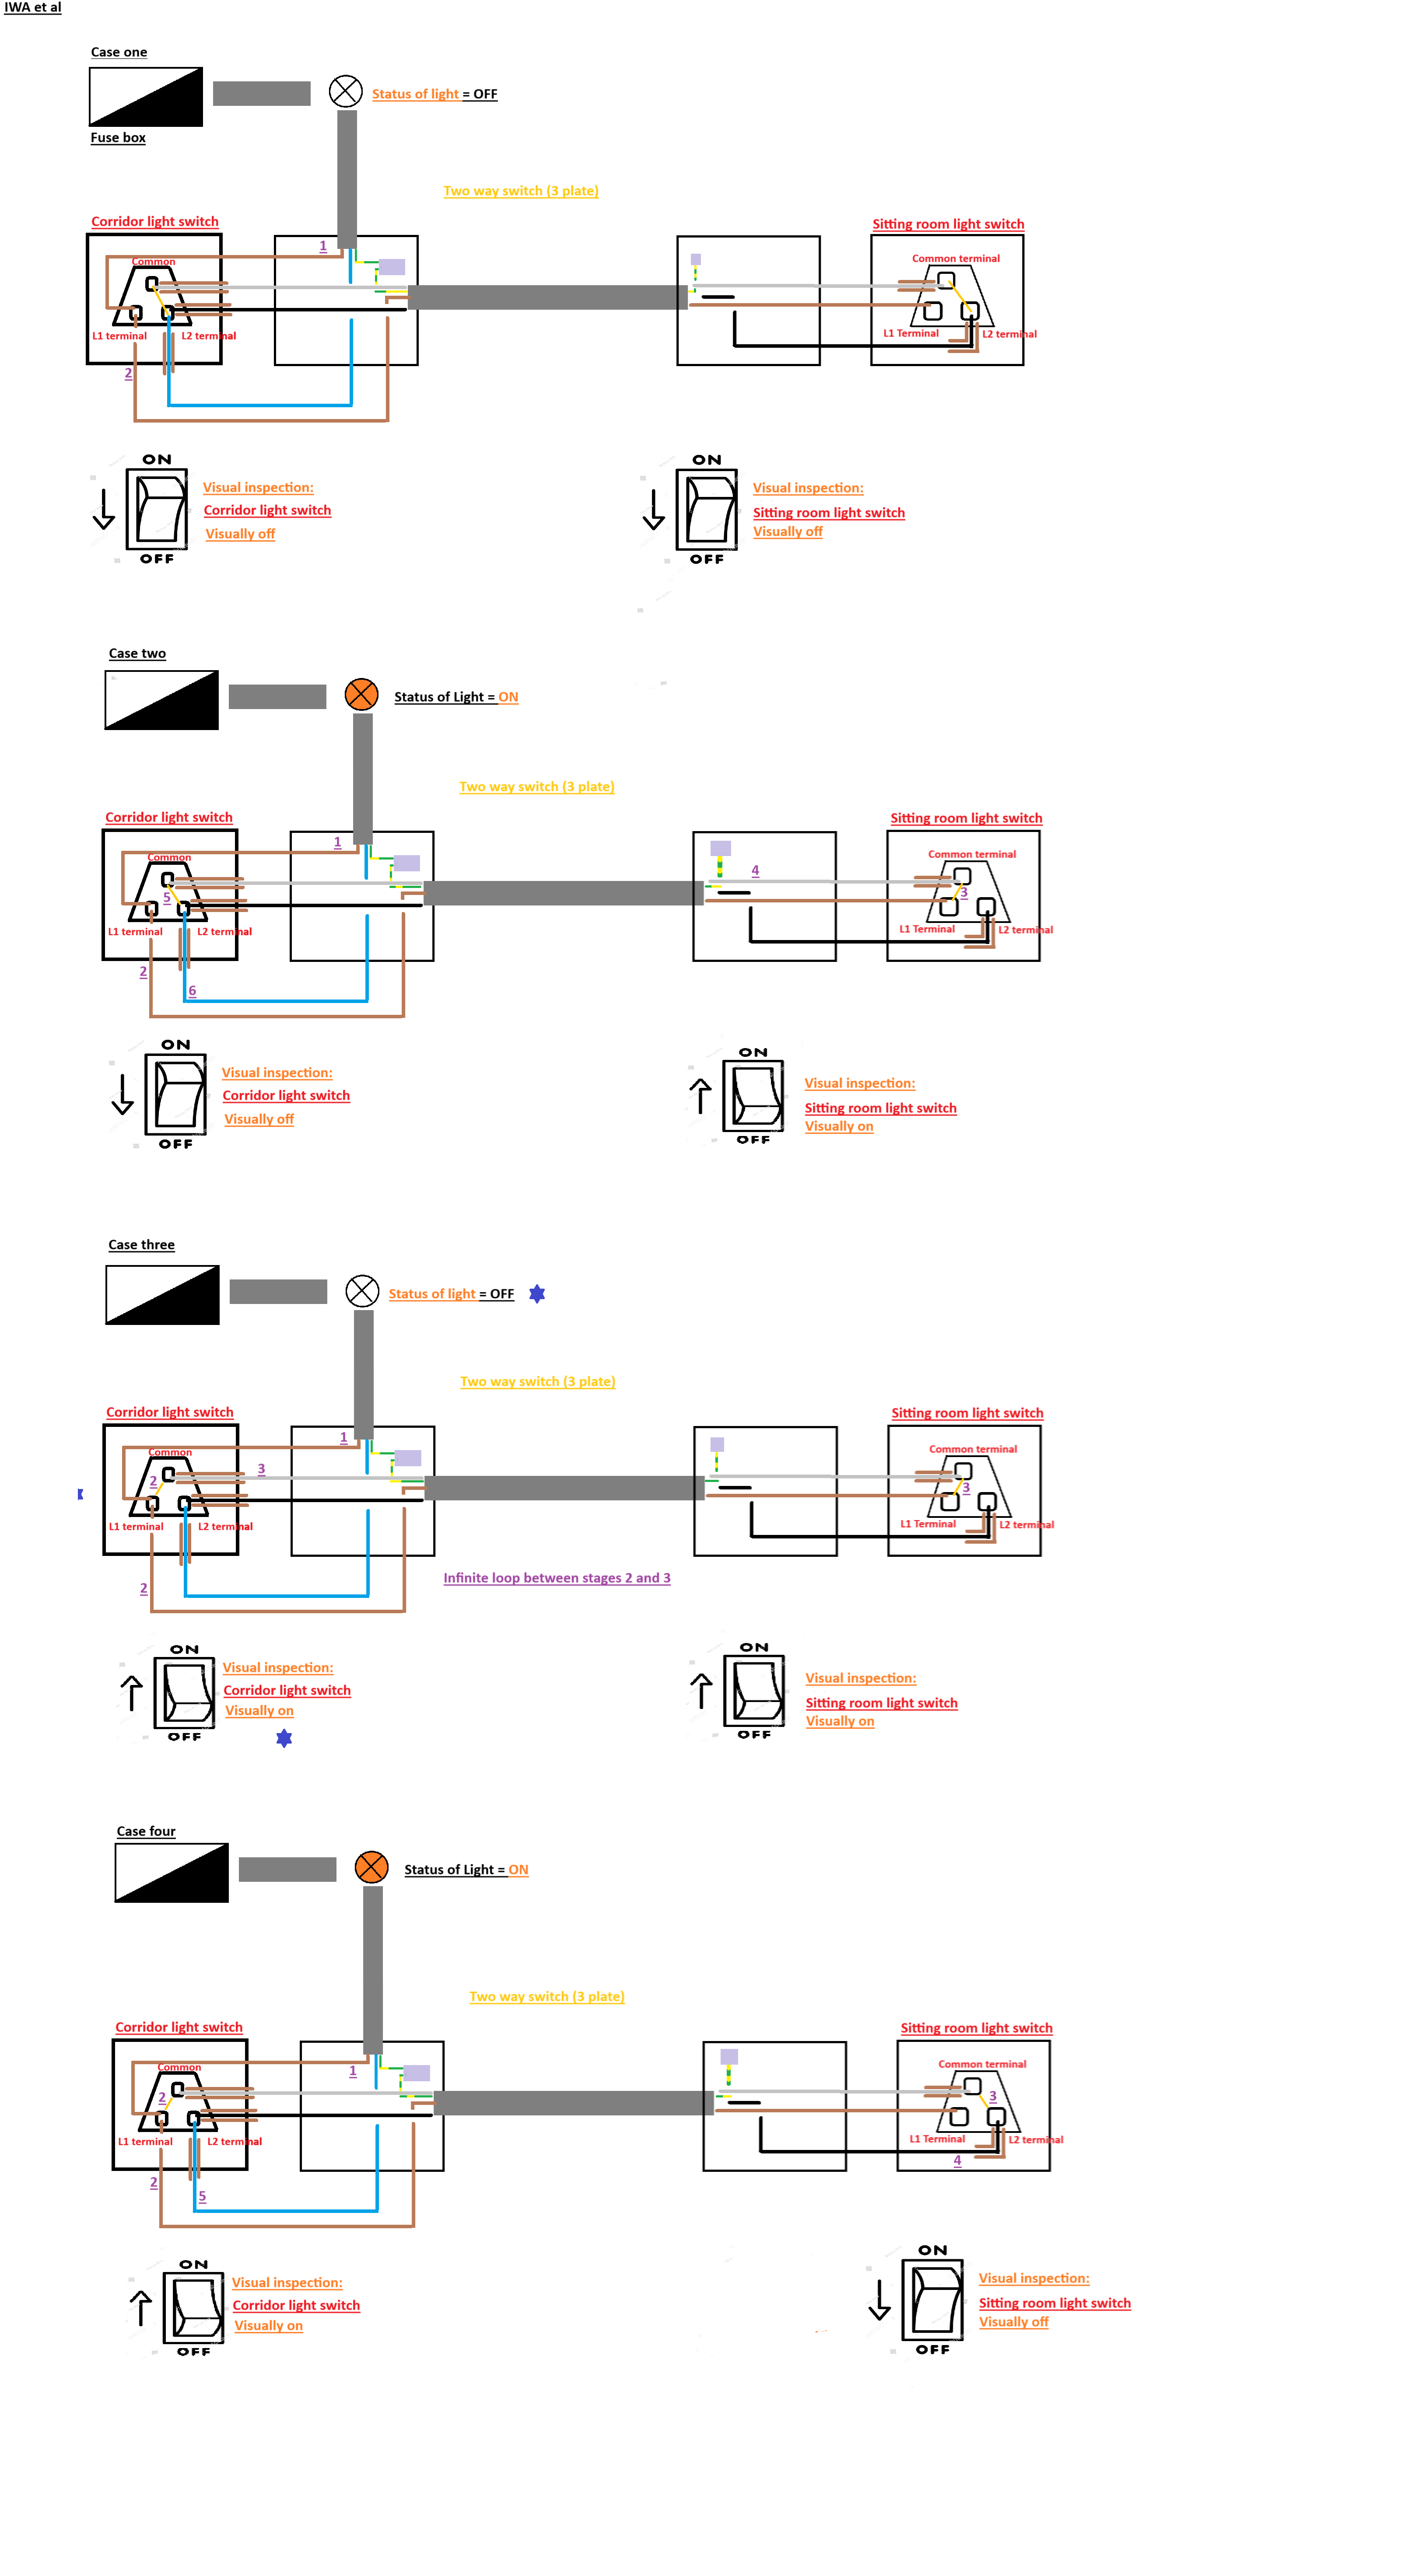 IWA et al
Case one
Status of light = OFF
Fuse box
Two way switch (3 plate)
Corridor light switch
Sitting room light switch
1
Common
Common terminal
L1 terminal
L2 terminal
L1 Terminal
L2 terminal
2
ON
OFF
Visual inspection:
Corridor light switch
Visually off
ON
OFF
Visual inspection:
Sitting room light switch
Visually off
Case two
Status of Light = ON
Two way switch (3 plate)
Corridor light switch
Sitting room light switch
1
Common
Common terminal
4
5
3
L1 terminal
L2 terminal
L1 Terminal
L2 terminal
2
6
ON
OFF
Visual inspection:
Corridor light switch
Visually off
ON
OFF
Visual inspection:
Sitting room light switch
Visually on
Case three
Status of light = OFF
Two way switch (3 plate)
Corridor light switch
Sitting room light switch
1
Common
Common terminal
3
2
3
L1 terminal
L2 terminal
L1 Terminal
L2 terminal
2
Infinite loop between stages 2 and 3
ON
OFF
Visual inspection:
Corridor light switch
Visually on
ON
OFF
Visual inspection:
Sitting room light switch
Visually on
Case four
Status of Light = ON
Two way switch (3 plate)
Corridor light switch
Sitting room light switch
1
Common
Common terminal
2
3
L1 terminal
L2 terminal
L1 Terminal
L2 terminal
2
5
4
ON
OFF
Visual inspection:
Corridor light switch
Visually on
ON
OFF
Visual inspection:
Sitting room light switch
Visually off